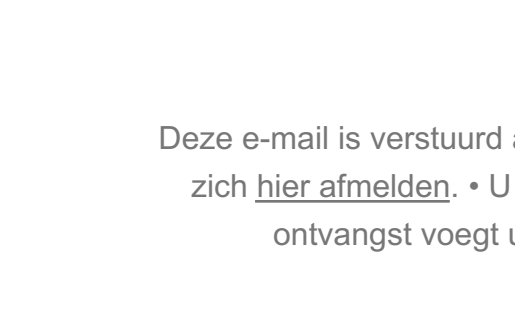 Deze e-mail is verstuurd
zich hier afmelden. • U
ontvangst voegt